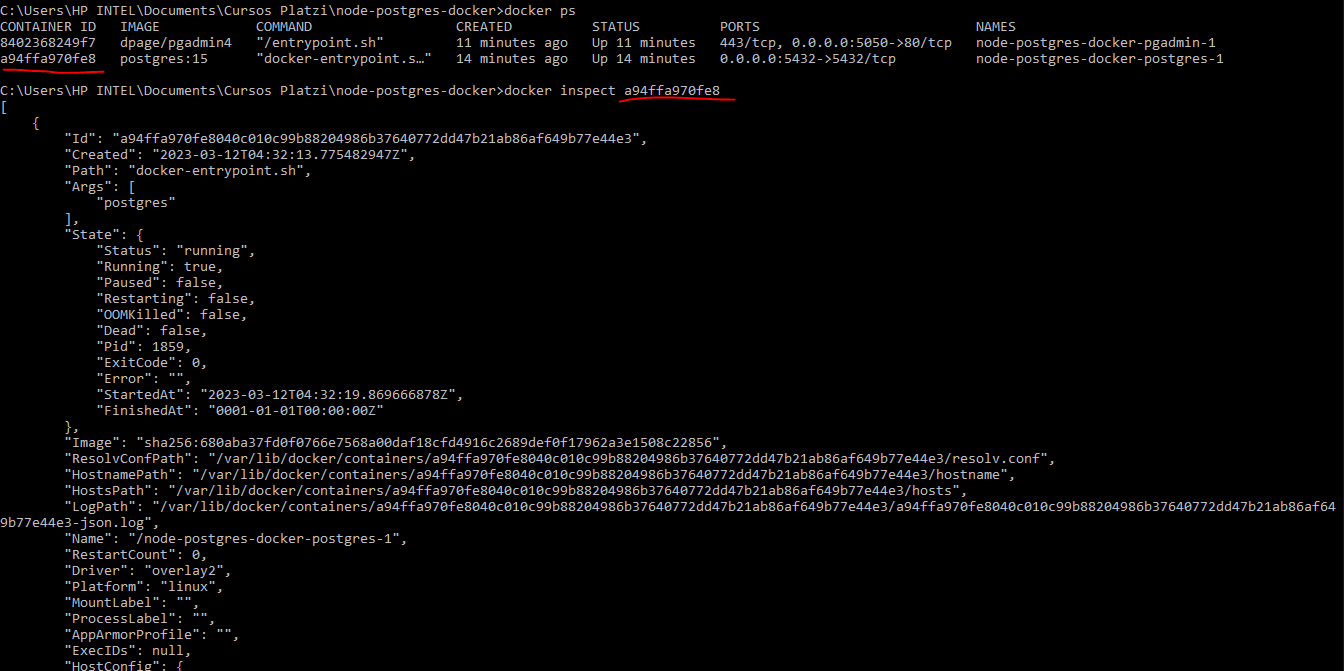 C:\Users\HP INTEL\Documents\Cursos Platzi\node-postgres-docker>docker ps
CONTAINER ID   IMAGE            COMMAND                  CREATED          STATUS          PORTS                           NAMES
8402368249f7   dpage/pgadmin4   "/entrypoint.sh"         11 minutes ago   Up 11 minutes   443/tcp, 0.0.0.0:5050->80/tcp   node-postgres-docker-pgadmin-1
a94ffa970fe8   postgres:15      "docker-entrypoint.s…"   14 minutes ago   Up 14 minutes   0.0.0.0:5432->5432/tcp          node-postgres-docker-postgres-1
C:\Users\HP INTEL\Documents\Cursos Platzi\node-postgres-docker>docker inspect a94ffa970fe8
[
    {
        "Id": "a94ffa970fe8040c010c99b88204986b37640772dd47b21ab86af649b77e44e3",
        "Created": "2023-03-12T04:32:13.775482947Z",
        "Path": "docker-entrypoint.sh",
        "Args": [
            "postgres"
        ],
        "State": {
            "Status": "running",
            "Running": true,
            "Paused": false,
            "Restarting": false,
            "OOMKilled": false,
            "Dead": false,
            "Pid": 1859,
            "ExitCode": 0,
            "Error": "",
            "StartedAt": "2023-03-12T04:32:19.869666878Z",
            "FinishedAt": "0001-01-01T00:00:00Z"
        },
        "Image": "sha256:680aba37fd0f0766e7568a00daf18cfd4916c2689def0f17962a3e1508c22856",
        "ResolvConfPath": "/var/lib/docker/containers/a94ffa970fe8040c010c99b88204986b37640772dd47b21ab86af649b77e44e3/resolv.conf",
        "HostnamePath": "/var/lib/docker/containers/a94ffa970fe8040c010c99b88204986b37640772dd47b21ab86af649b77e44e3/hostname",
        "HostsPath": "/var/lib/docker/containers/a94ffa970fe8040c010c99b88204986b37640772dd47b21ab86af649b77e44e3/hosts",
        "LogPath": "/var/lib/docker/containers/a94ffa970fe8040c010c99b88204986b37640772dd47b21ab86af649b77e44e3/a94ffa970fe8040c010c99b88204986b37640772dd47b21ab86af64
9b77e44e3-json.log",
        "Name": "/node-postgres-docker-postgres-1",
        "RestartCount": 0,
        "Driver": "overlay2",
        "Platform": "linux",
        "MountLabel": "",
        "ProcessLabel": "",
        "AppArmorProfile": "",
        "ExecIDs": null,
        "HostConfig": {